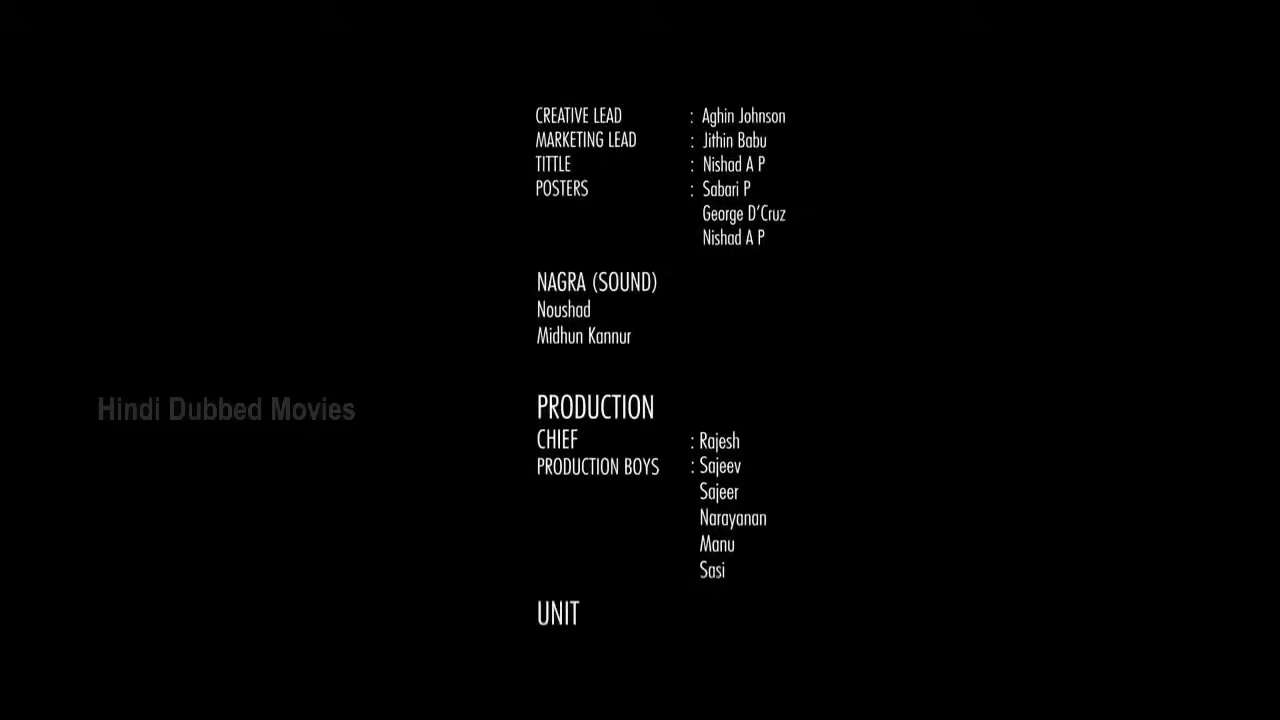 CREATIVE LEAD : Aghin Johnson
MARKETING LEAD : Jithin Babu
TITTLE : Nishad A P
POSTERS : Sabari P
George D'Cruz
Nishad A P
NAGRA (SOUND)
Noushad
Midhun Kannur
Hindi Dubbed Movies
PRODUCTION
CHIEF : Rajesh
PRODUCTION BOYS : Sajeev
Sajeer
Narayanan
Manu
Sasi
UNIT